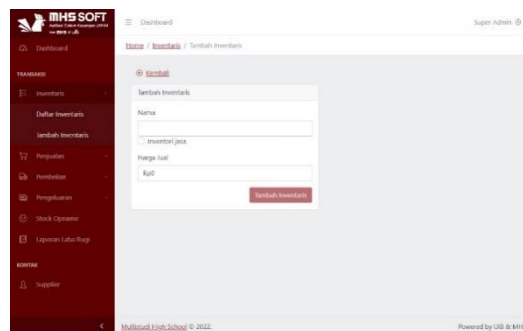 MHS SOFT
Dashboard
Super Admin
Dashboard
Home / Inventaris / Tambah Inventaris
TRANSAKSI
Inventaris
Daftar Inventaris
Tambah Inventaris
Penjualan
Pembelian
Pengeluaran
Stock Opname
Laporan Laba Rugi
KONTAK
Supplier
Kembali
Tambah Inventaris
Nama
Inventori jasa
Harga Jual
Rp0
Tambah Inventaris
Multistudi High School © 2022.
Powered by UIB &